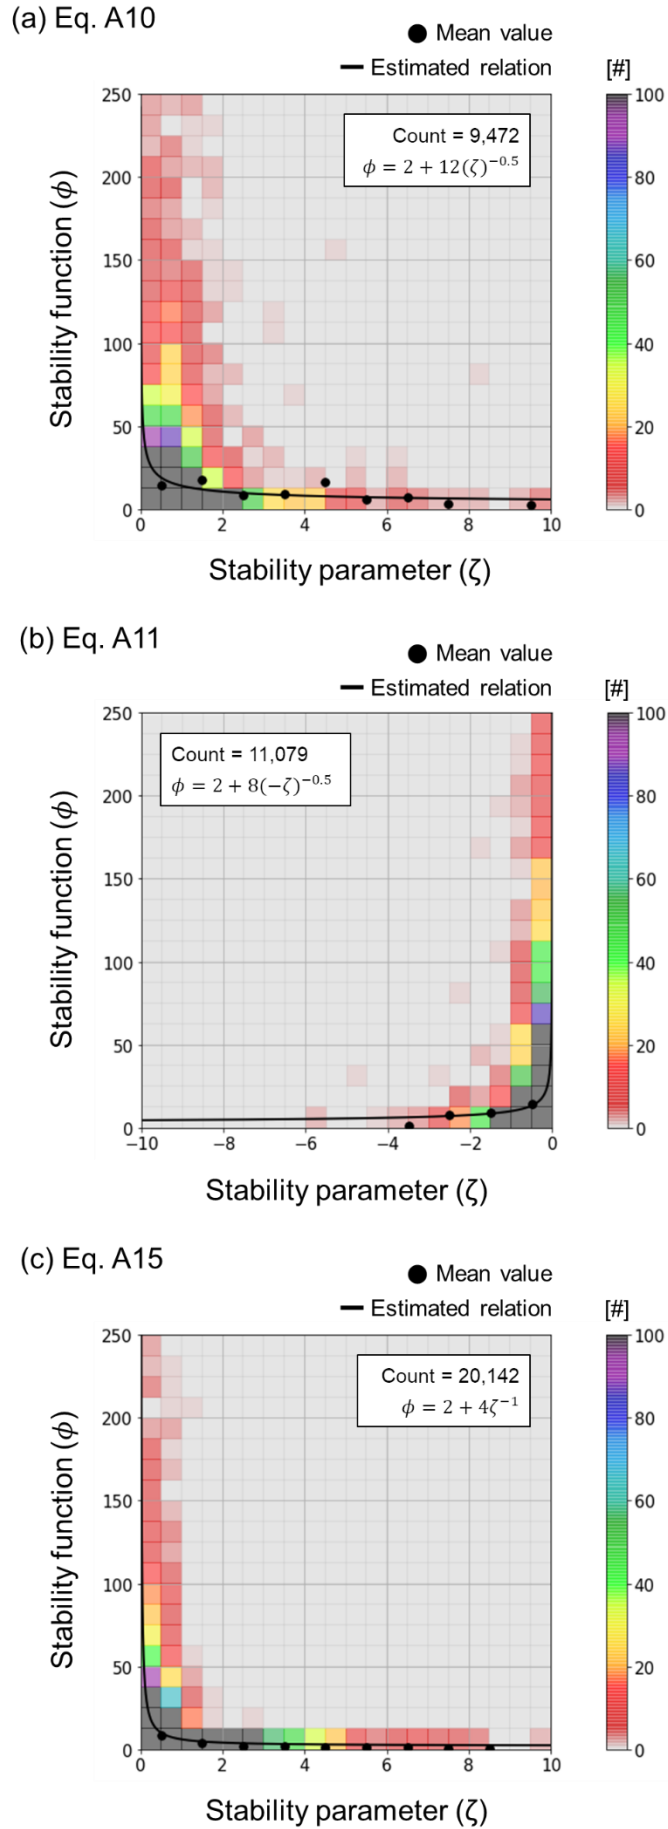 (a) Eq. A10
● Mean value
— Estimated relation
[#]
250
200
150
100
50
0
Stability function (ϕ)
Count = 9,472
ϕ = 2 + 12(ζ)^−0.5
100
80
60
40
20
0
0 2 4 6 8 10
Stability parameter (ζ)
(b) Eq. A11
● Mean value
— Estimated relation
[#]
250
200
150
100
50
0
Stability function (ϕ)
Count = 11,079
ϕ = 2 + 8(−ζ)^−0.5
100
80
60
40
20
0
−10 −8 −6 −4 −2 0
Stability parameter (ζ)
(c) Eq. A15
● Mean value
— Estimated relation
[#]
250
200
150
100
50
0
Stability function (ϕ)
Count = 20,142
ϕ = 2 + 4ζ^−1
100
80
60
40
20
0
0 2 4 6 8 10
Stability parameter (ζ)